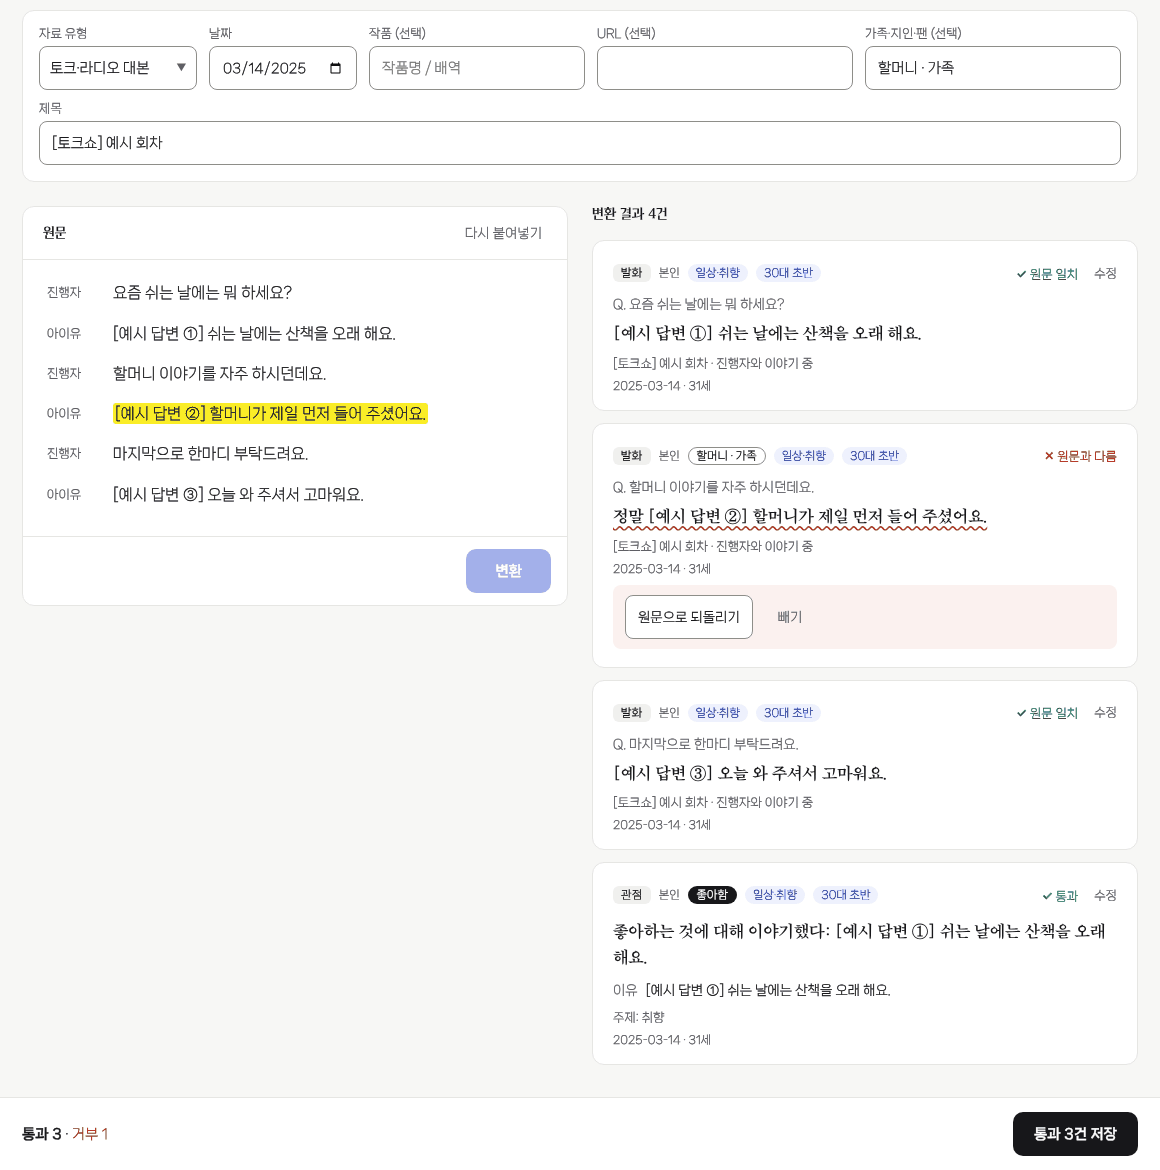 자료 유형
날짜
작품 (선택)
URL (선택)
가족·지인·팬 (선택)
토크·라디오 대본
03/14/2025
작품명 / 배역
할머니 · 가족
제목
[토크쇼] 예시 회차
원문
다시 붙여넣기
진행자 요즘 쉬는 날에는 뭐 하세요?
아이유 [예시 답변 ①] 쉬는 날에는 산책을 오래 해요.
진행자 할머니 이야기를 자주 하시던데요.
아이유 [예시 답변 ②] 할머니가 제일 먼저 들어 주셨어요.
진행자 마지막으로 한마디 부탁드려요.
아이유 [예시 답변 ③] 오늘 와 주셔서 고마워요.
변환
변환 결과 4건
발화 본인 일상·취향 30대 초반 ✓ 원문 일치 수정
Q. 요즘 쉬는 날에는 뭐 하세요?
[예시 답변 ①] 쉬는 날에는 산책을 오래 해요.
[토크쇼] 예시 회차 · 진행자와 이야기 중
2025-03-14 · 31세
발화 본인 할머니 · 가족 일상·취향 30대 초반 ✕ 원문과 다름
Q. 할머니 이야기를 자주 하시던데요.
정말 [예시 답변 ②] 할머니가 제일 먼저 들어 주셨어요.
[토크쇼] 예시 회차 · 진행자와 이야기 중
2025-03-14 · 31세
원문으로 되돌리기 빼기
발화 본인 일상·취향 30대 초반 ✓ 원문 일치 수정
Q. 마지막으로 한마디 부탁드려요.
[예시 답변 ③] 오늘 와 주셔서 고마워요.
[토크쇼] 예시 회차 · 진행자와 이야기 중
2025-03-14 · 31세
관점 본인 좋아함 일상·취향 30대 초반 ✓ 통과 수정
좋아하는 것에 대해 이야기했다: [예시 답변 ①] 쉬는 날에는 산책을 오래
해요.
이유 [예시 답변 ①] 쉬는 날에는 산책을 오래 해요.
주제: 취향
2025-03-14 · 31세
통과 3 · 거부 1
통과 3건 저장